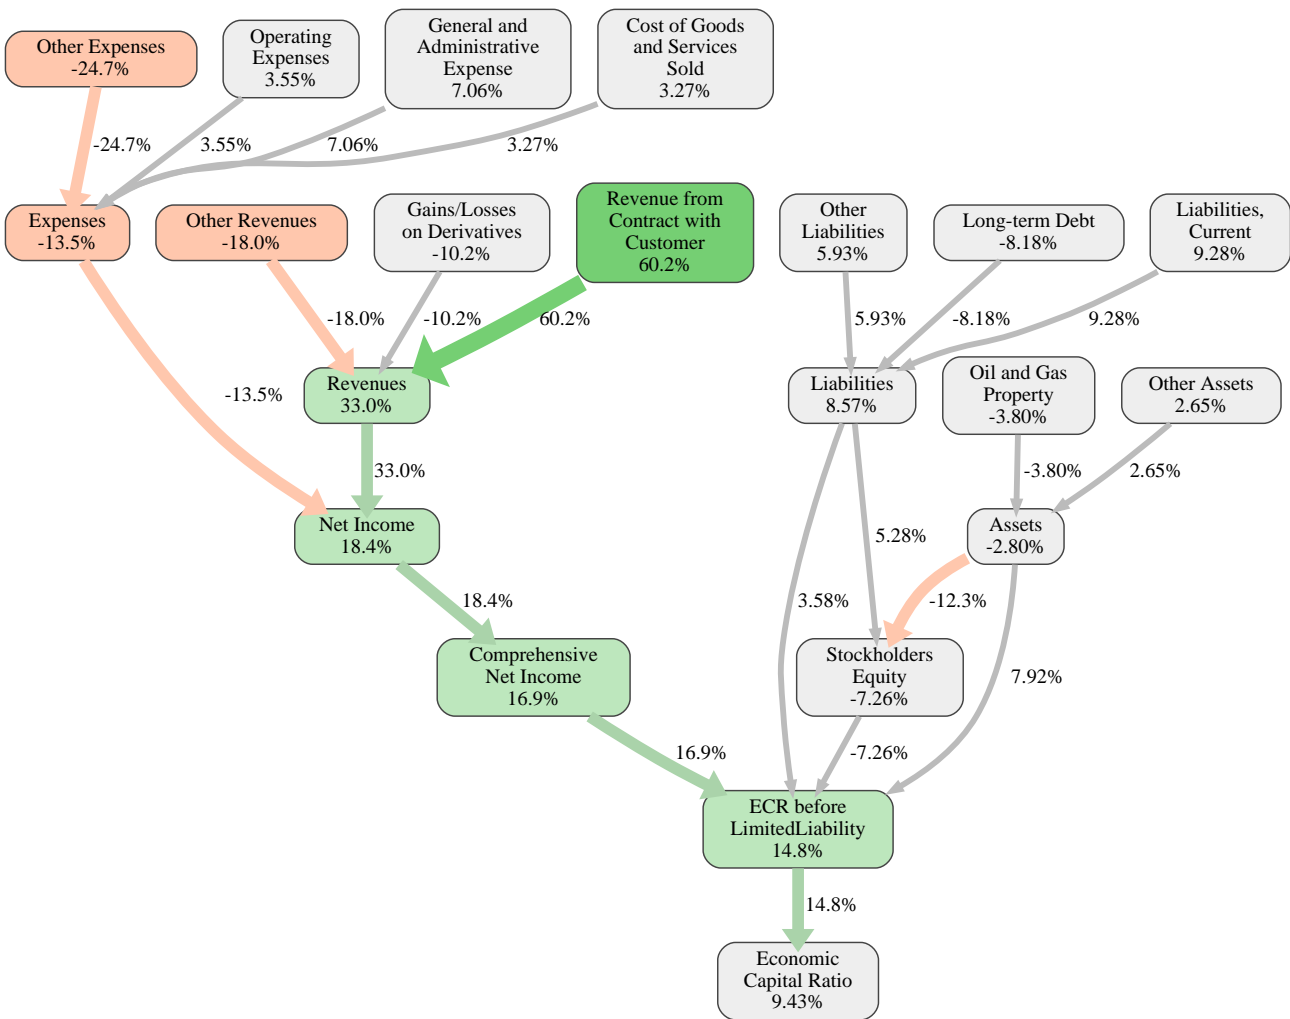 Other Expenses
-24.7%
Operating
Expenses
3.55%
General and
Administrative
Expense
7.06%
Cost of Goods
and Services
Sold
3.27%
-24.7%
3.55%
7.06%
3.27%
Expenses
-13.5%
Other Revenues
-18.0%
Gains/Losses
on Derivatives
-10.2%
Revenue from
Contract with
Customer
60.2%
Other
Liabilities
5.93%
Long-term Debt
-8.18%
Liabilities,
Current
9.28%
-18.0%
-10.2%
60.2%
5.93%
-8.18%
9.28%
-13.5%
Revenues
33.0%
Liabilities
8.57%
Oil and Gas
Property
-3.80%
Other Assets
2.65%
33.0%
-3.80%
2.65%
Net Income
18.4%
5.28%
Assets
-2.80%
18.4%
3.58%
-12.3%
Comprehensive
Net Income
16.9%
Stockholders
Equity
-7.26%
7.92%
16.9%
-7.26%
ECR before
LimitedLiability
14.8%
14.8%
Economic
Capital Ratio
9.43%